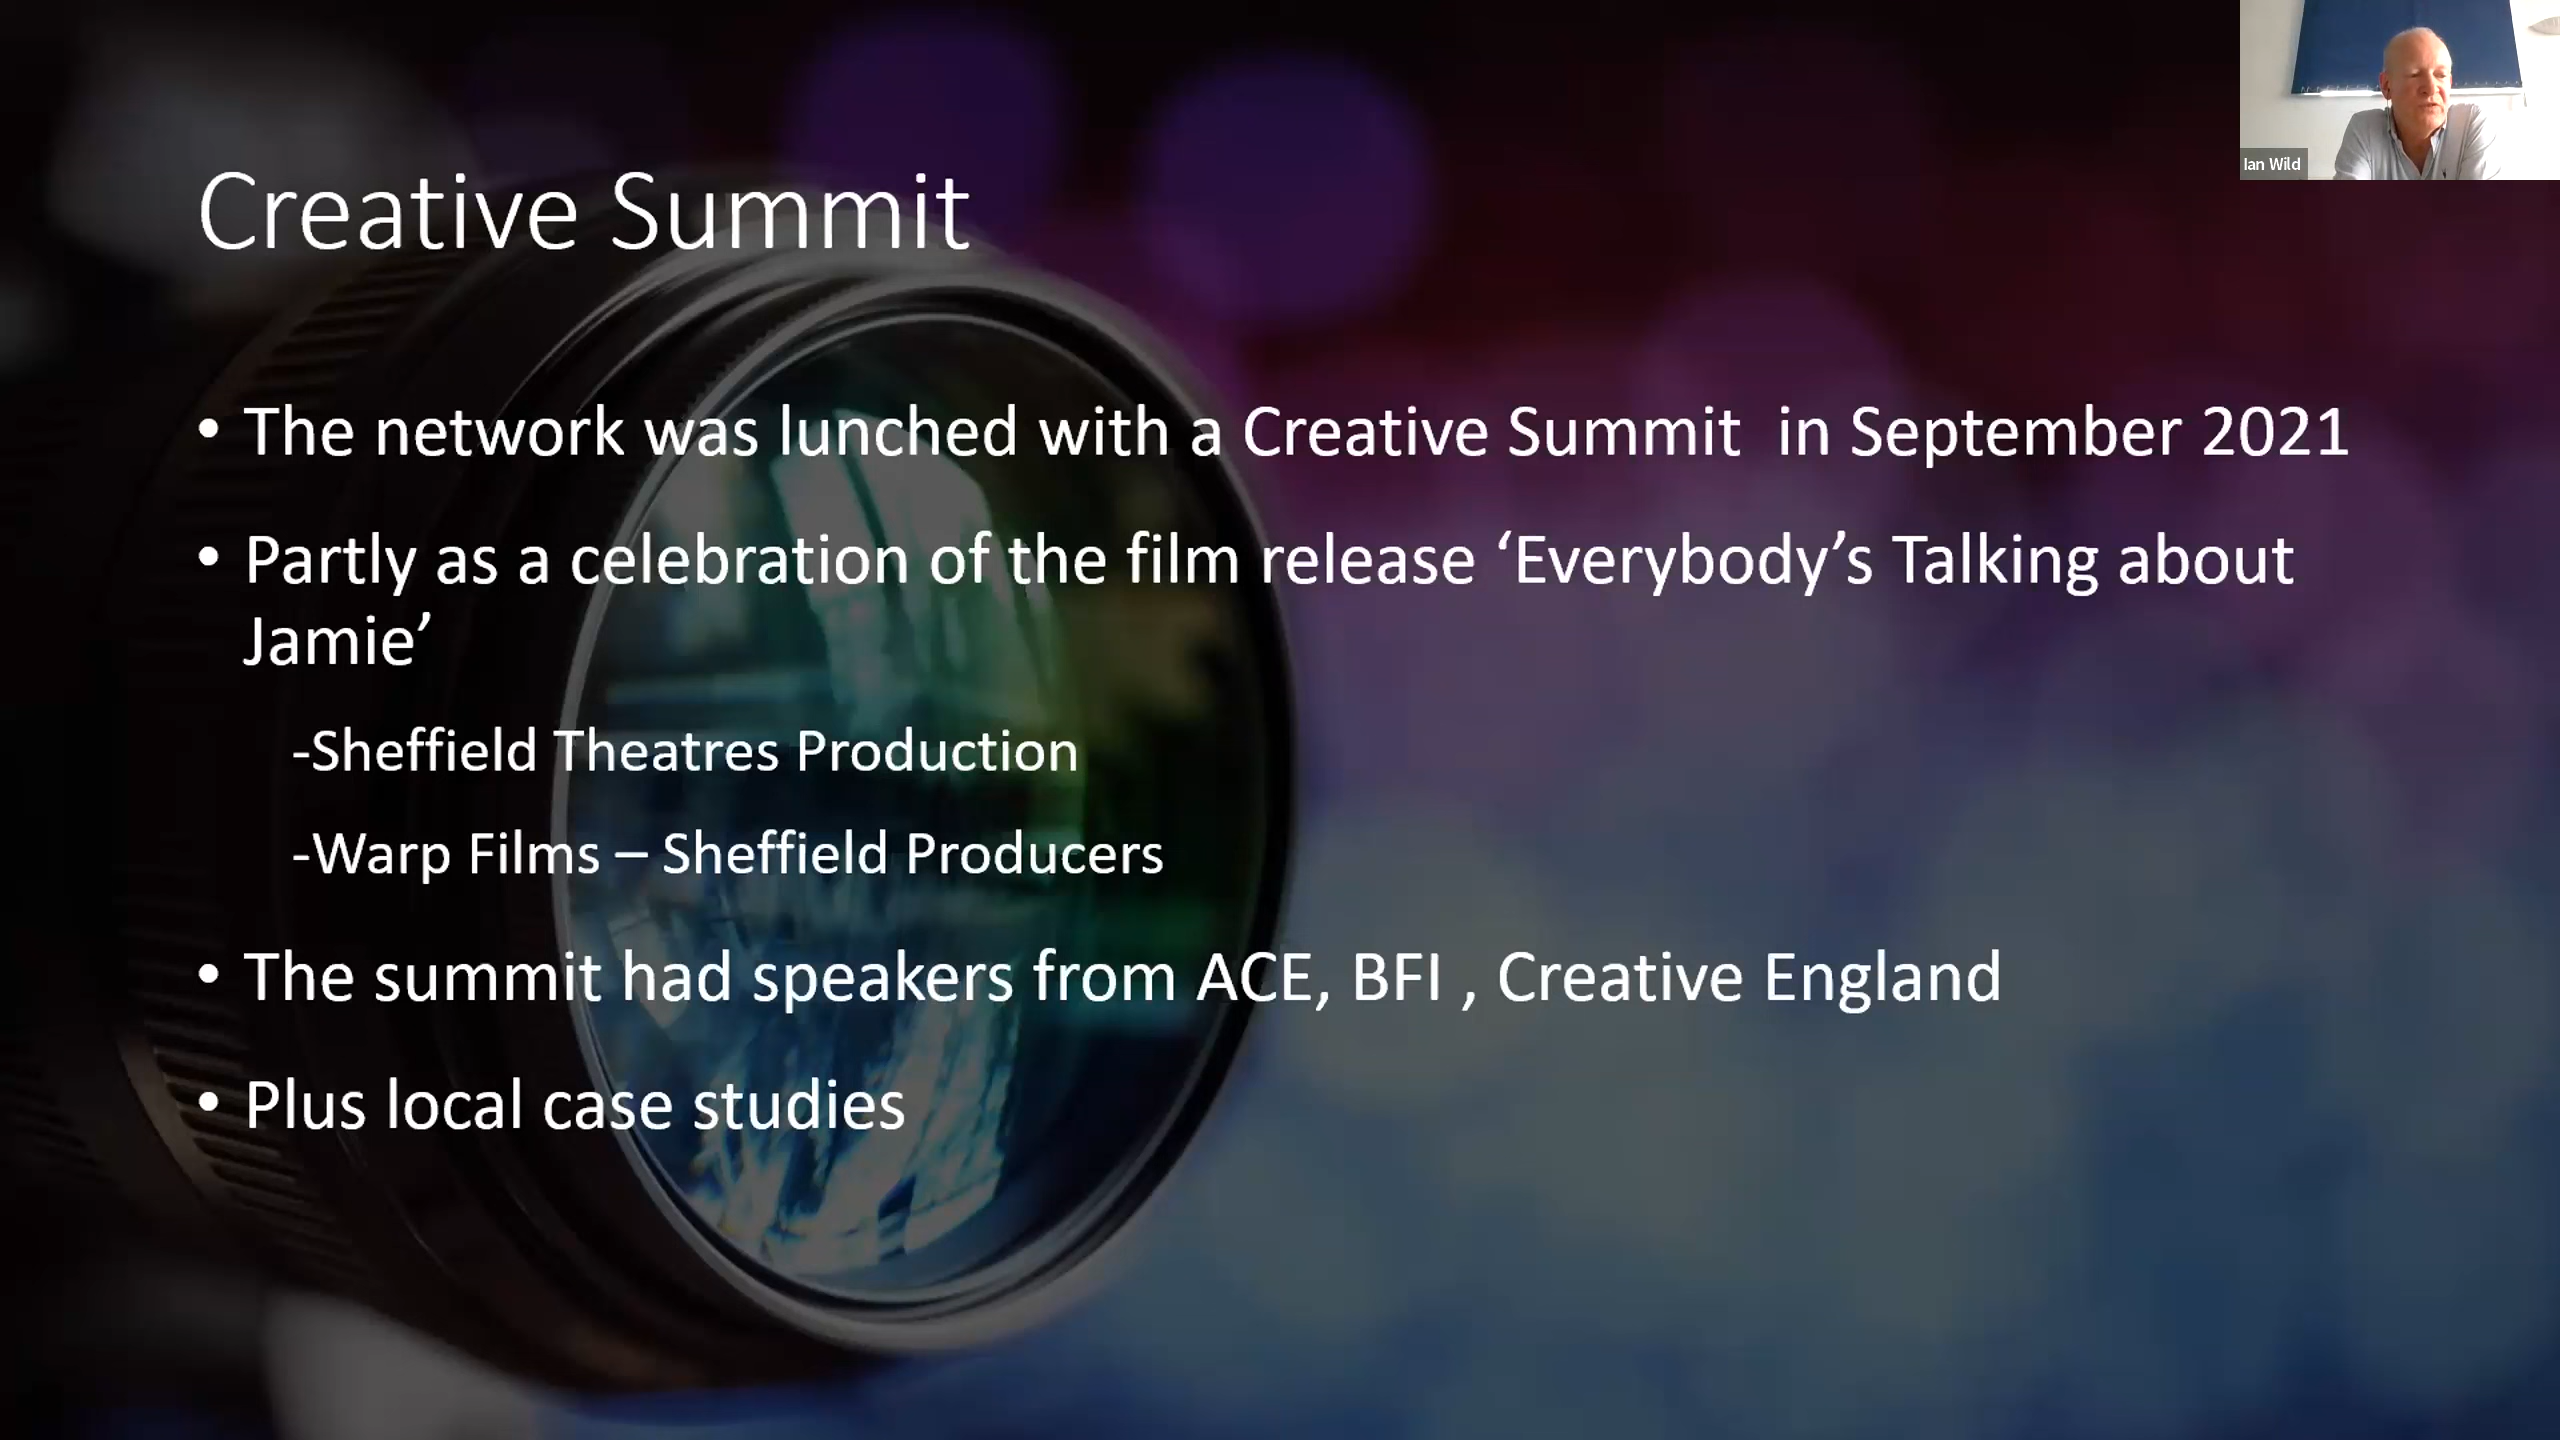 Ian Wild
Creative Summit
• The network was lunched with a Creative Summit  in September 2021
• Partly as a celebration of the film release ‘Everybody’s Talking about
Jamie’
-Sheffield Theatres Production
-Warp Films – Sheffield Producers
• The summit had speakers from ACE, BFI , Creative England
• Plus local case studies